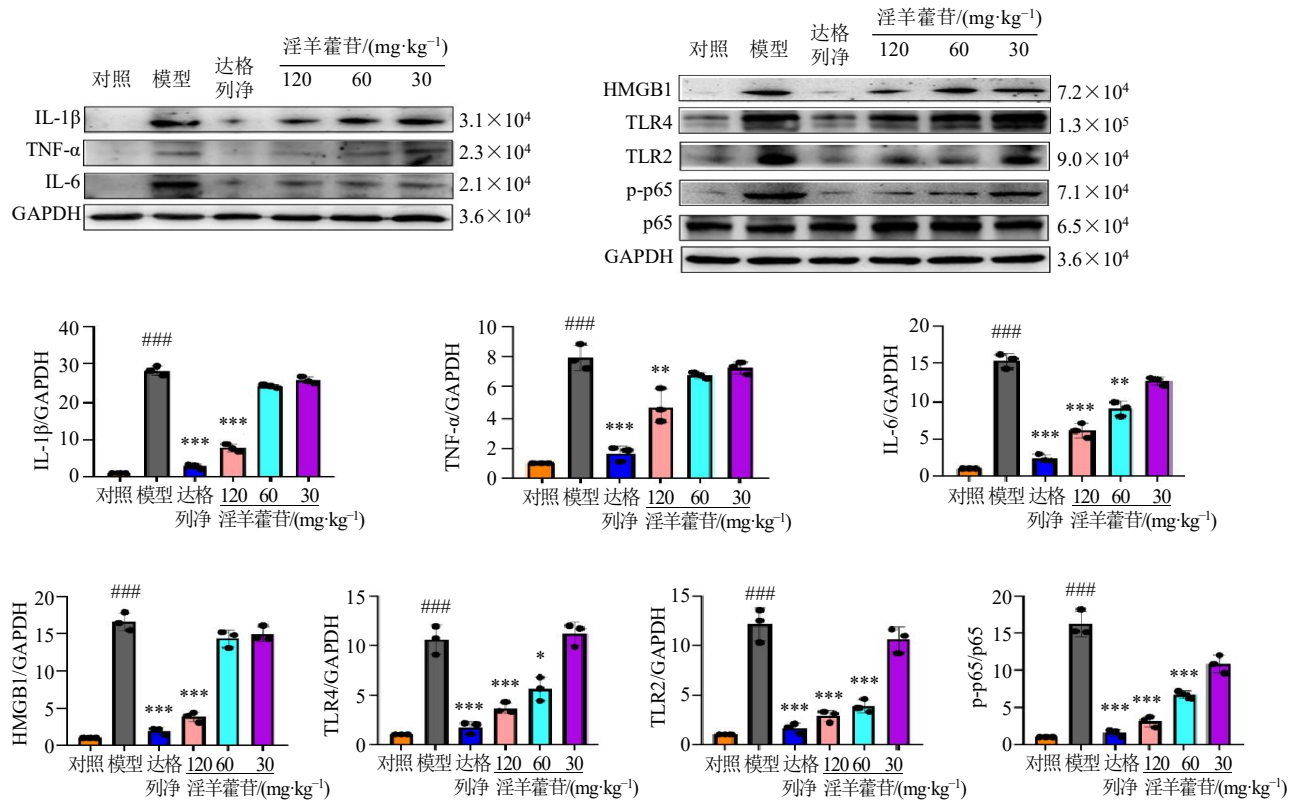 淫羊藿苷/(mg·kg⁻¹)
对照 模型 达格列净 120 60 30
IL-1β 3.1×10⁴
TNF-α 2.3×10⁴
IL-6 2.1×10⁴
GAPDH 3.6×10⁴
淫羊藿苷/(mg·kg⁻¹)
对照 模型 达格列净 120 60 30
HMGB1 7.2×10⁴
TLR4 1.3×10⁵
TLR2 9.0×10⁴
p-p65 7.1×10⁴
p65 6.5×10⁴
GAPDH 3.6×10⁴
IL-1β/GAPDH
40
30
20
10
0
###
***
***
对照 模型 达格 120 60 30
列净 淫羊藿苷/(mg·kg⁻¹)
TNF-α/GAPDH
10
8
6
4
2
0
###
***
**
对照 模型 达格 120 60 30
列净 淫羊藿苷/(mg·kg⁻¹)
IL-6/GAPDH
20
15
10
5
0
###
***
***
**
对照 模型 达格 120 60 30
列净 淫羊藿苷/(mg·kg⁻¹)
HMGB1/GAPDH
20
15
10
5
0
###
***
***
对照 模型 达格 120 60 30
列净 淫羊藿苷/(mg·kg⁻¹)
TLR4/GAPDH
15
10
5
0
###
***
***
*
对照 模型 达格 120 60 30
列净 淫羊藿苷/(mg·kg⁻¹)
TLR2/GAPDH
15
10
5
0
###
***
***
***
对照 模型 达格 120 60 30
列净 淫羊藿苷/(mg·kg⁻¹)
p-p65/p65
20
15
10
5
0
###
***
***
***
对照 模型 达格 120 60 30
列净 淫羊藿苷/(mg·kg⁻¹)